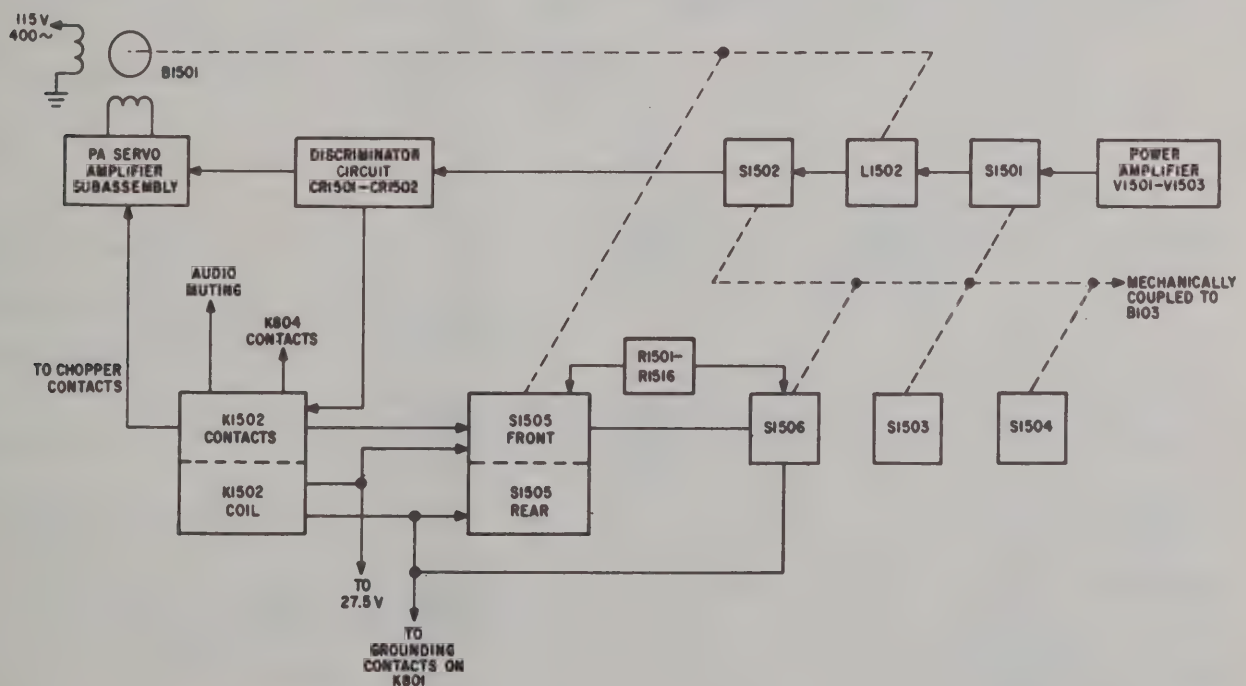 115V
400~
B1501
PA SERVO
AMPLIFIER
SUBASSEMBLY
DISCRIMINATOR
CIRCUIT
CR1501-CR1502
S1502
L1502
S1501
POWER
AMPLIFIER
V1501-V1503
AUDIO
MUTING
K804
CONTACTS
TO CHOPPER
CONTACTS
MECHANICALLY
COUPLED TO
B103
R1501-
R1516
K1502
CONTACTS
K1502
COIL
S1505
FRONT
S1505
REAR
S1506
S1503
S1504
TO
27.5V
TO
GROUNDING
CONTACTS ON
K801